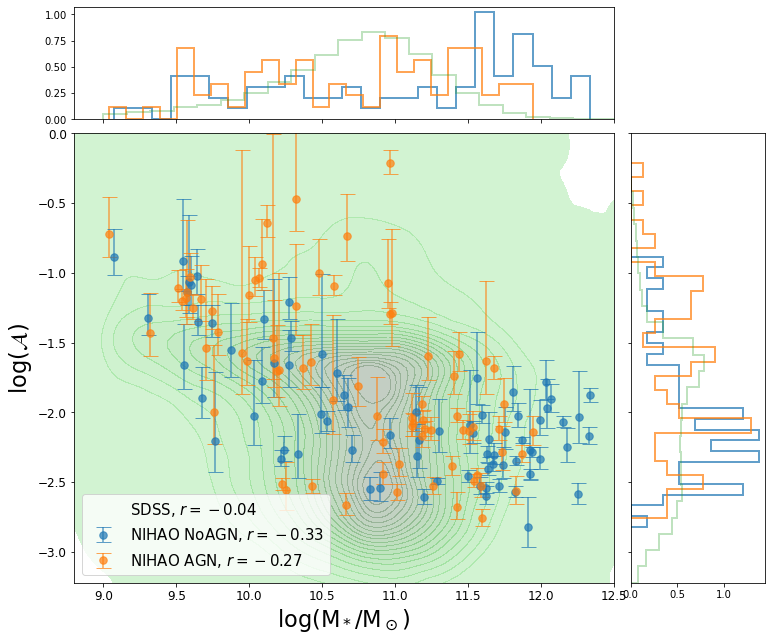 1.00
0.75
0.50
0.25
0.00
0.0
−0.5
−1.0
−1.5
−2.0
−2.5
−3.0
log(𝒜)
SDSS, r = −0.04
NIHAO NoAGN, r = −0.33
NIHAO AGN, r = −0.27
9.0 9.5 10.0 10.5 11.0 11.5 12.0 12.5
0.0 0.5 1.0
log(M*/M⊙)